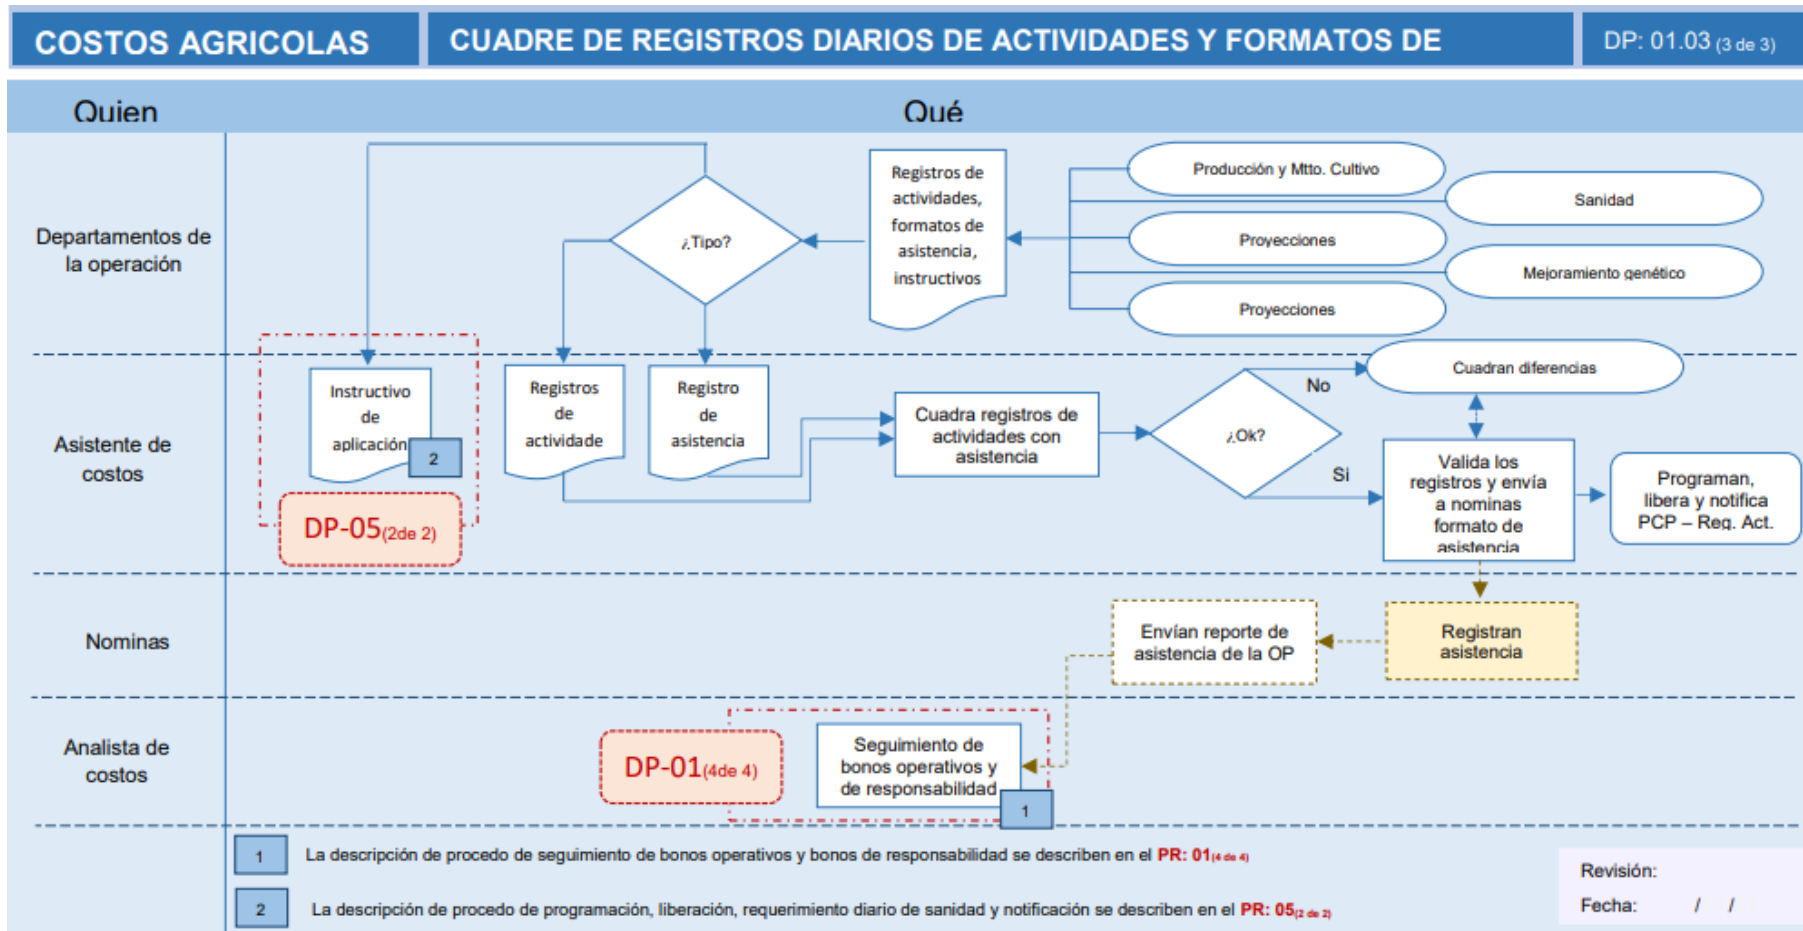 COSTOS AGRICOLAS
CUADRE DE REGISTROS DIARIOS DE ACTIVIDADES Y FORMATOS DE
DP: 01.03 (3 de 3)
Quien
Qué
Departamentos de
la operación
¿Tipo?
Registros de
actividades,
formatos de
asistencia,
instructivos
Producción y Mtto. Cultivo
Sanidad
Proyecciones
Mejoramiento genético
Proyecciones
Asistente de
costos
Instructivo
de
aplicación
2
DP-05(2de 2)
Registros
de
actividade
Registro
de
asistencia
Cuadra registros de
actividades con
asistencia
¿Ok?
No
Si
Cuadran diferencias
Valida los
registros y envía
a nominas
formato de
asistencia
Programan,
libera y notifica
PCP – Reg. Act.
Nominas
Envían reporte de
asistencia de la OP
Registran
asistencia
Analista de
costos
DP-01(4de 4)
Seguimiento de
bonos operativos y
de responsabilidad
1
1 La descripción de procedo de seguimiento de bonos operativos y bonos de responsabilidad se describen en el PR: 01(4 de 4)
2 La descripción de procedo de programación, liberación, requerimiento diario de sanidad y notificación se describen en el PR: 05(2 de 2)
Revisión:
Fecha: / /